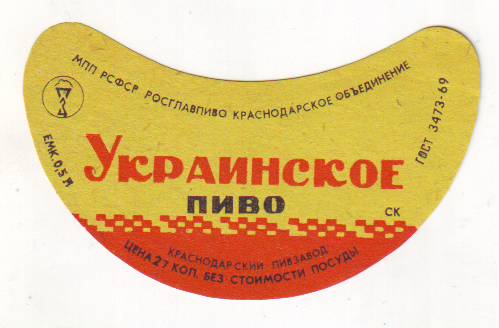 МПП РСФСР РОСГЛАВПИВО КРАСНОДАРСКОЕ ОБЪЕДИНЕНИЕ
ЕМК. 0,5 Л
ГОСТ 3473-69
УКРАИНСКОЕ
ПИВО
СК
КРАСНОДАРСКИЙ ПИВЗАВОД
ЦЕНА 27 КОП. БЕЗ СТОИМОСТИ ПОСУДЫ